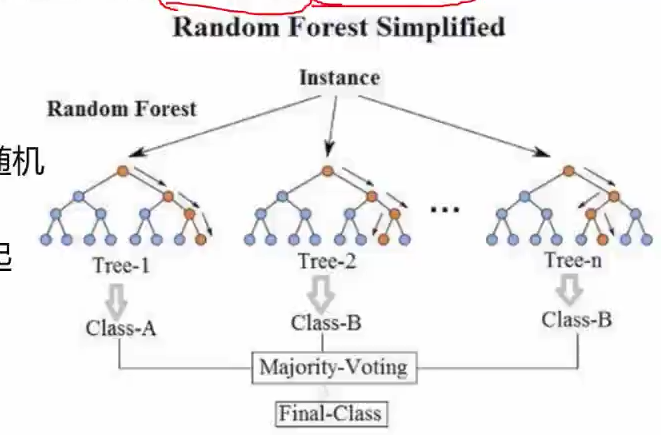 Random Forest Simplified
Instance
Random Forest
随机
起
Tree-1
Tree-2
...
Tree-n
Class-A
Class-B
Class-B
Majority-Voting
Final-Class